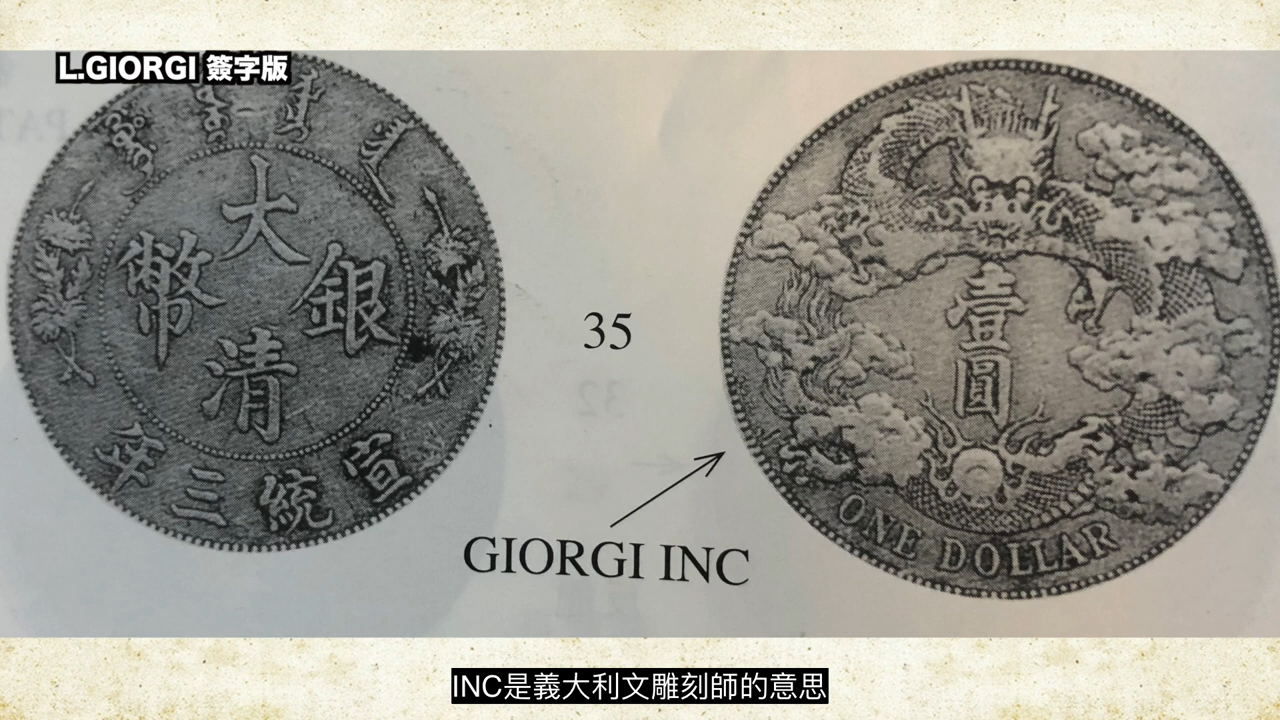 L.GIORGI 簽字版
大
銀
幣
清
宣統三年
35
壹
圓
ONE DOLLAR
GIORGI INC
INC是義大利文雕刻師的意思